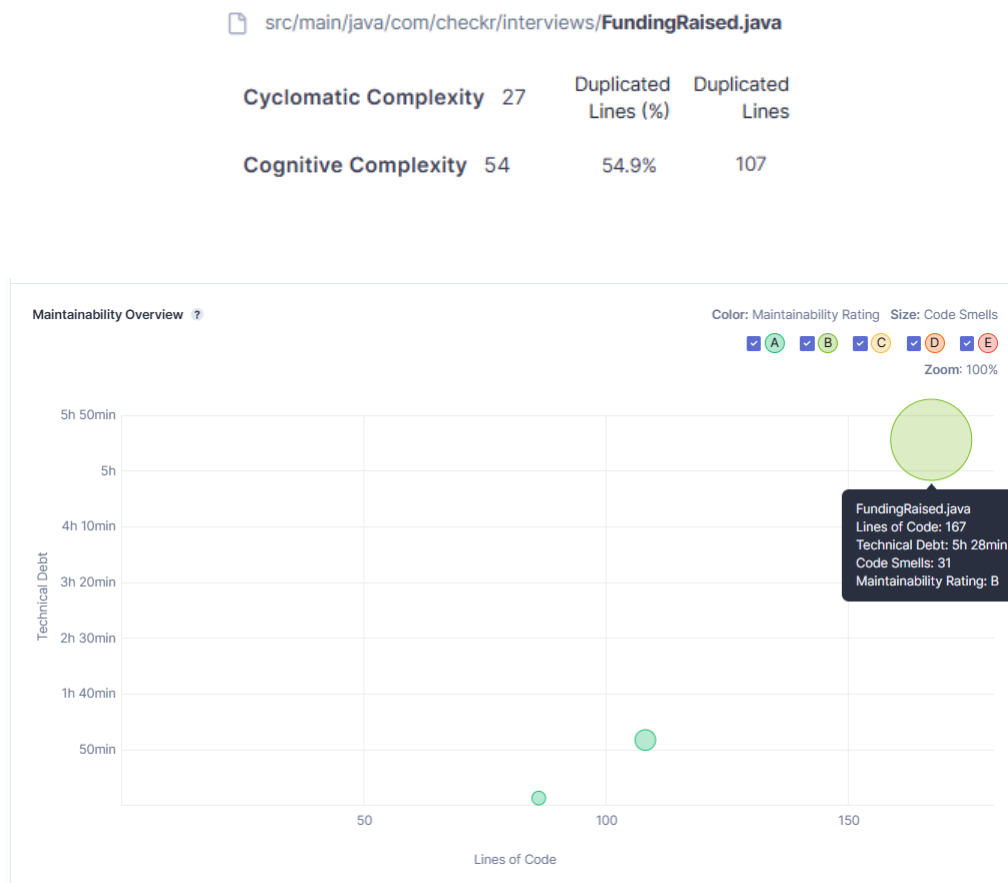 src/main/java/com/checkr/interviews/FundingRaised.java
Cyclomatic Complexity 27
Duplicated Lines (%)
Duplicated Lines
Cognitive Complexity 54
54.9%
107
Maintainability Overview ?
Color: Maintainability Rating Size: Code Smells
A B C D E
Zoom: 100%
5h 50min
5h
4h 10min
3h 20min
2h 30min
1h 40min
50min
Technical Debt
FundingRaised.java
Lines of Code: 167
Technical Debt: 5h 28min
Code Smells: 31
Maintainability Rating: B
50 100 150
Lines of Code